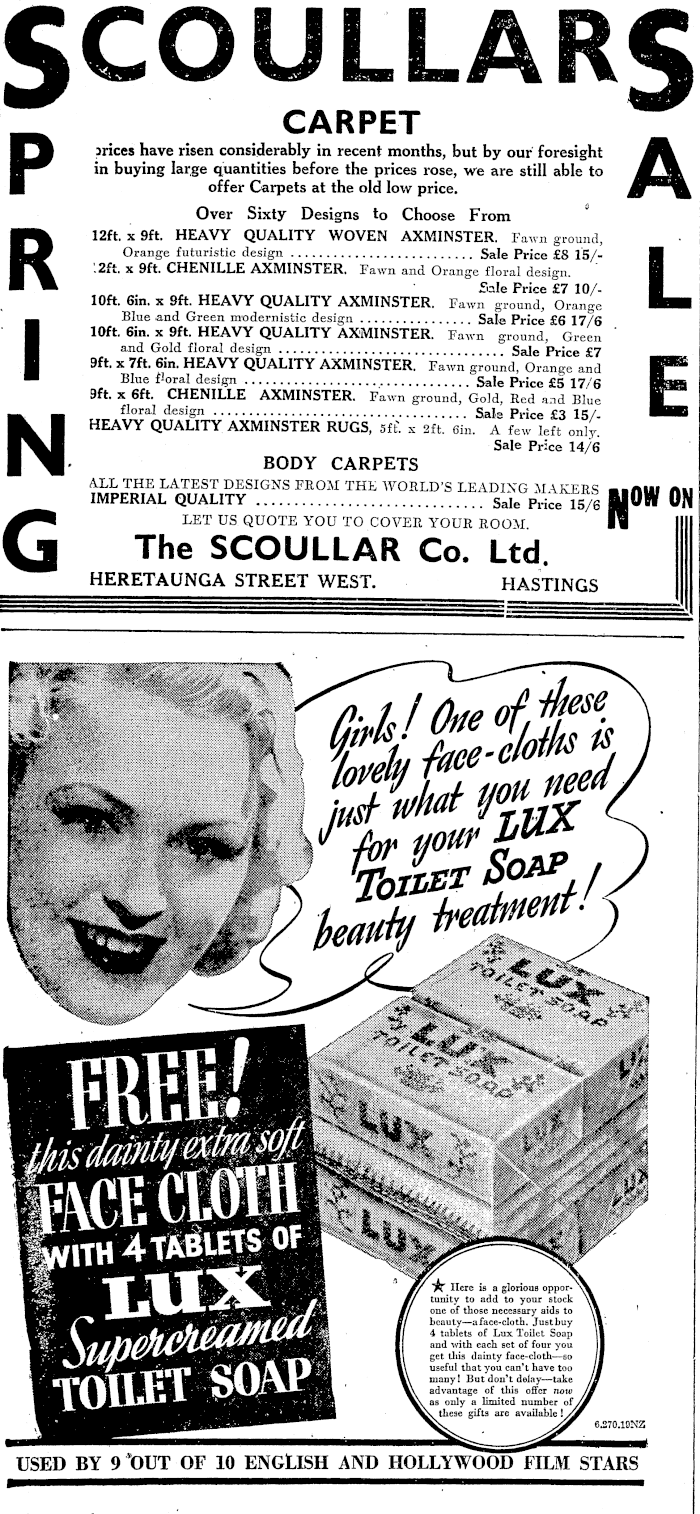 SCOULLARS
SPRING
SALE
CARPET
prices have risen considerably in recent months, but by our foresight
in buying large quantities before the prices rose, we are still able to
offer Carpets at the old low price.
Over Sixty Designs to Choose From
12ft. x 9ft. HEAVY QUALITY WOVEN AXMINSTER. Fawn ground,
Orange futuristic design .......................... Sale Price £8 15/-
12ft. x 9ft. CHENILLE AXMINSTER. Fawn and Orange floral design.
Sale Price £7 10/-
10ft. 6in. x 9ft. HEAVY QUALITY AXMINSTER. Fawn ground, Orange
Blue and Green modernistic design ................ Sale Price £6 17/6
10ft. 6in. x 9ft. HEAVY QUALITY AXMINSTER. Fawn ground, Green
and Gold floral design ................................ Sale Price £7
9ft. x 7ft. 6in. HEAVY QUALITY AXMINSTER. Fawn ground, Orange and
Blue floral design ................................. Sale Price £5 17/6
9ft. x 6ft. CHENILLE AXMINSTER. Fawn ground, Gold, Red and Blue
floral design .................................... Sale Price £3 15/-
HEAVY QUALITY AXMINSTER RUGS, 5ft. x 2ft. 6in. A few left only.
Sale Price 14/6
BODY CARPETS
ALL THE LATEST DESIGNS FROM THE WORLD'S LEADING MAKERS
IMPERIAL QUALITY ................................ Sale Price 15/6
LET US QUOTE YOU TO COVER YOUR ROOM.
NOW ON
The SCOULLAR Co. Ltd.
HERETAUNGA STREET WEST. HASTINGS
Girls! One of these
lovely face-cloths is
just what you need
for your LUX
TOILET SOAP
beauty treatment!
LUX
TOILET SOAP
LUX
TOILET SOAP
LUX
LUX
LUX
LUX
LUX
FREE!
this dainty extra soft
FACE CLOTH
WITH 4 TABLETS OF
LUX
Supercreamed
TOILET SOAP
★ Here is a glorious oppor-
tunity to add to your stock
one of those necessary aids to
beauty—a face-cloth. Just buy
4 tablets of Lux Toilet Soap
and with each set of four you
get this dainty face-cloth—so
useful that you can't have too
many! But don't delay—take
advantage of this offer now
as only a limited number of
these gifts are available!
6.270.19NZ
USED BY 9 OUT OF 10 ENGLISH AND HOLLYWOOD FILM STARS